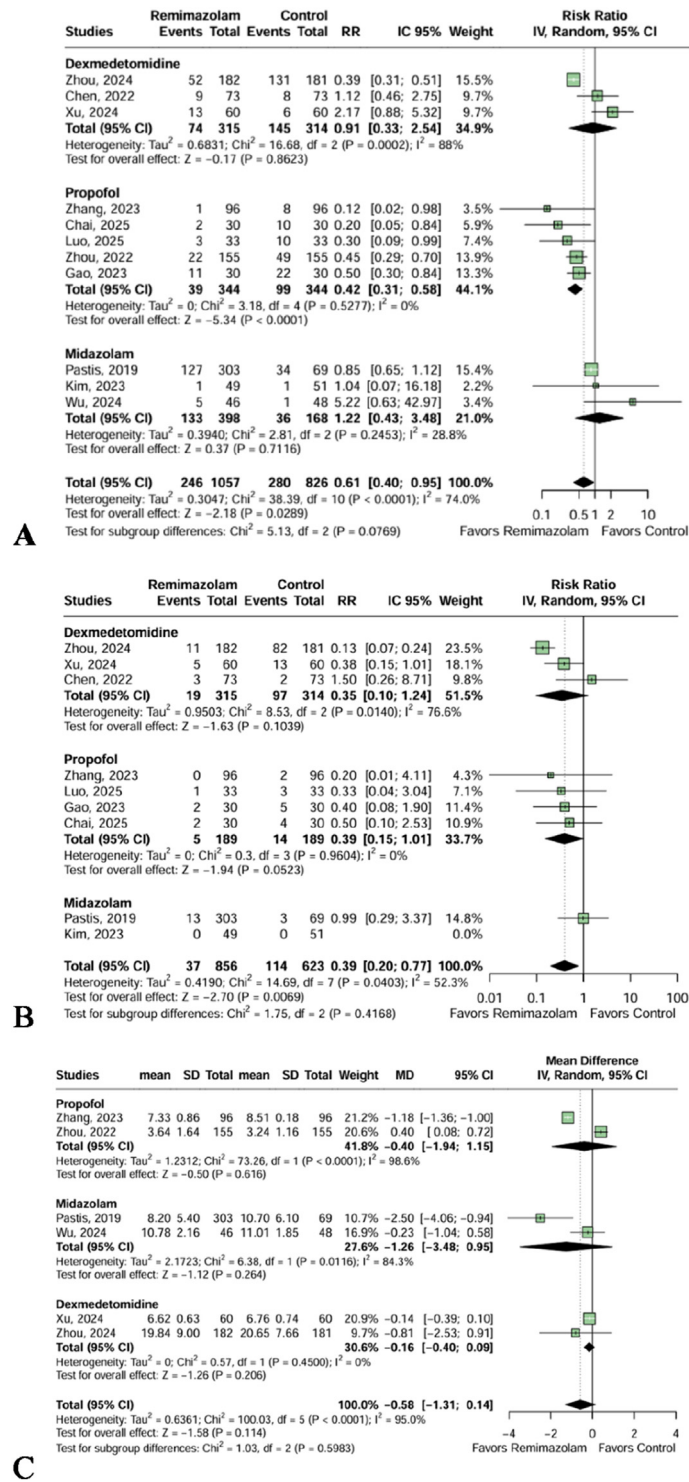 Remimazolam Control Risk Ratio
Studies Events Total Events Total RR IC 95% Weight IV, Random, 95% CI
Dexmedetomidine
Zhou, 2024 52 182 131 181 0.39 [0.31; 0.51] 15.5%
Chen, 2022 9 73 8 73 1.12 [0.46; 2.75] 9.7%
Xu, 2024 13 60 6 60 2.17 [0.88; 5.32] 9.7%
Total (95% CI) 74 315 145 314 0.91 [0.33; 2.54] 34.9%
Heterogeneity: Tau² = 0.6831; Chi² = 16.68, df = 2 (P = 0.0002); I² = 88%
Test for overall effect: Z = −0.17 (P = 0.8623)
Propofol
Zhang, 2023 1 96 8 96 0.12 [0.02; 0.98] 3.5%
Chai, 2025 2 30 10 30 0.20 [0.05; 0.84] 5.9%
Luo, 2025 3 33 10 33 0.30 [0.09; 0.99] 7.4%
Zhou, 2022 22 155 49 155 0.45 [0.29; 0.70] 13.9%
Gao, 2023 11 30 22 30 0.50 [0.30; 0.84] 13.3%
Total (95% CI) 39 344 99 344 0.42 [0.31; 0.58] 44.1%
Heterogeneity: Tau² = 0; Chi² = 3.18, df = 4 (P = 0.5277); I² = 0%
Test for overall effect: Z = −5.34 (P < 0.0001)
Midazolam
Pastis, 2019 127 303 34 69 0.85 [0.65; 1.12] 15.4%
Kim, 2023 1 49 1 51 1.04 [0.07; 16.18] 2.2%
Wu, 2024 5 46 1 48 5.22 [0.63; 42.97] 3.4%
Total (95% CI) 133 398 36 168 1.22 [0.43; 3.48] 21.0%
Heterogeneity: Tau² = 0.3940; Chi² = 2.81, df = 2 (P = 0.2453); I² = 28.8%
Test for overall effect: Z = 0.37 (P = 0.7116)
Total (95% CI) 246 1057 280 826 0.61 [0.40; 0.95] 100.0%
Heterogeneity: Tau² = 0.3047; Chi² = 38.39, df = 10 (P < 0.0001); I² = 74.0%
Test for overall effect: Z = −2.18 (P = 0.0289) 0.1 0.5 1 2 10
Test for subgroup differences: Chi² = 5.13, df = 2 (P = 0.0769) Favors Remimazolam Favors Control
A
Remimazolam Control Risk Ratio
Studies Events Total Events Total RR IC 95% Weight IV, Random, 95% CI
Dexmedetomidine
Zhou, 2024 11 182 82 181 0.13 [0.07; 0.24] 23.5%
Xu, 2024 5 60 13 60 0.38 [0.15; 1.01] 18.1%
Chen, 2022 3 73 2 73 1.50 [0.26; 8.71] 9.8%
Total (95% CI) 19 315 97 314 0.35 [0.10; 1.24] 51.5%
Heterogeneity: Tau² = 0.9503; Chi² = 8.53, df = 2 (P = 0.0140); I² = 76.6%
Test for overall effect: Z = −1.63 (P = 0.1039)
Propofol
Zhang, 2023 0 96 2 96 0.20 [0.01; 4.11] 4.3%
Luo, 2025 1 33 3 33 0.33 [0.04; 3.04] 7.1%
Gao, 2023 2 30 5 30 0.40 [0.08; 1.90] 11.4%
Chai, 2025 2 30 4 30 0.50 [0.10; 2.53] 10.9%
Total (95% CI) 5 189 14 189 0.39 [0.15; 1.01] 33.7%
Heterogeneity: Tau² = 0; Chi² = 0.3, df = 3 (P = 0.9604); I² = 0%
Test for overall effect: Z = −1.94 (P = 0.0523)
Midazolam
Pastis, 2019 13 303 3 69 0.99 [0.29; 3.37] 14.8%
Kim, 2023 0 49 0 51 0.0%
Total (95% CI) 37 856 114 623 0.39 [0.20; 0.77] 100.0%
Heterogeneity: Tau² = 0.4190; Chi² = 14.69, df = 7 (P = 0.0403); I² = 52.3%
Test for overall effect: Z = −2.70 (P = 0.0069) 0.01 0.1 1 10 100
Test for subgroup differences: Chi² = 1.75, df = 2 (P = 0.4168) Favors Remimazolam Favors Control
B
Mean Difference
Studies mean SD Total mean SD Total Weight MD 95% CI IV, Random, 95% CI
Propofol
Zhang, 2023 7.33 0.86 96 8.51 0.18 96 21.2% −1.18 [−1.36; −1.00]
Zhou, 2022 3.64 1.64 155 3.24 1.16 155 20.6% 0.40 [ 0.08; 0.72]
Total (95% CI) 41.8% −0.40 [−1.94; 1.15]
Heterogeneity: Tau² = 1.2312; Chi² = 73.26, df = 1 (P < 0.0001); I² = 98.6%
Test for overall effect: Z = −0.50 (P = 0.616)
Midazolam
Pastis, 2019 8.20 5.40 303 10.70 6.10 69 10.7% −2.50 [−4.06; −0.94]
Wu, 2024 10.78 2.16 46 11.01 1.85 48 16.9% −0.23 [−1.04; 0.58]
Total (95% CI) 27.6% −1.26 [−3.48; 0.95]
Heterogeneity: Tau² = 2.1723; Chi² = 6.38, df = 1 (P = 0.0116); I² = 84.3%
Test for overall effect: Z = −1.12 (P = 0.264)
Dexmedetomidine
Xu, 2024 6.62 0.63 60 6.76 0.74 60 20.9% −0.14 [−0.39; 0.10]
Zhou, 2024 19.84 9.00 182 20.65 7.66 181 9.7% −0.81 [−2.53; 0.91]
Total (95% CI) 30.6% −0.16 [−0.40; 0.09]
Heterogeneity: Tau² = 0; Chi² = 0.57, df = 1 (P = 0.4500); I² = 0%
Test for overall effect: Z = −1.26 (P = 0.206)
Total (95% CI) 100.0% −0.58 [−1.31; 0.14]
Heterogeneity: Tau² = 0.6361; Chi² = 100.03, df = 5 (P < 0.0001); I² = 95.0%
Test for overall effect: Z = −1.58 (P = 0.114) −4 −2 0 2 4
Test for subgroup differences: Chi² = 1.03, df = 2 (P = 0.5983) Favors Remimazolam Favors Control
C